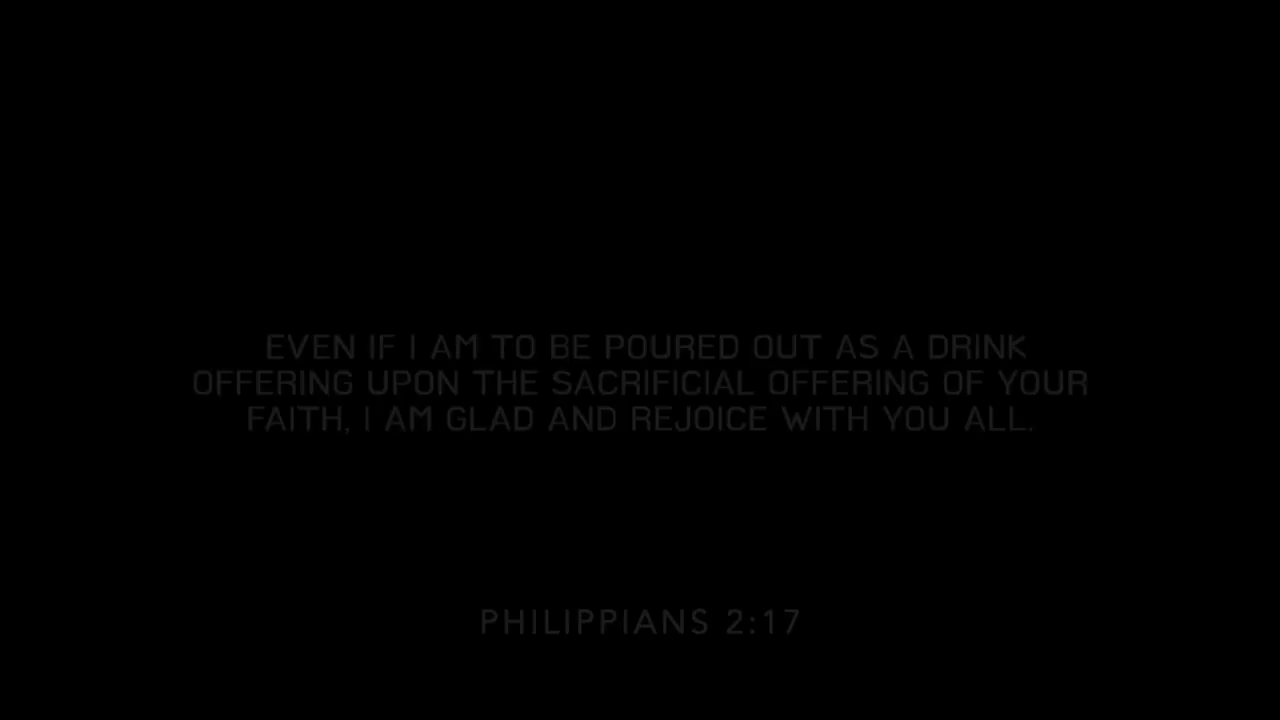 EVEN IF I AM TO BE POURED OUT AS A DRINK
OFFERING UPON THE SACRIFICIAL OFFERING OF YOUR
FAITH, I AM GLAD AND REJOICE WITH YOU ALL.
PHILIPPIANS 2:17